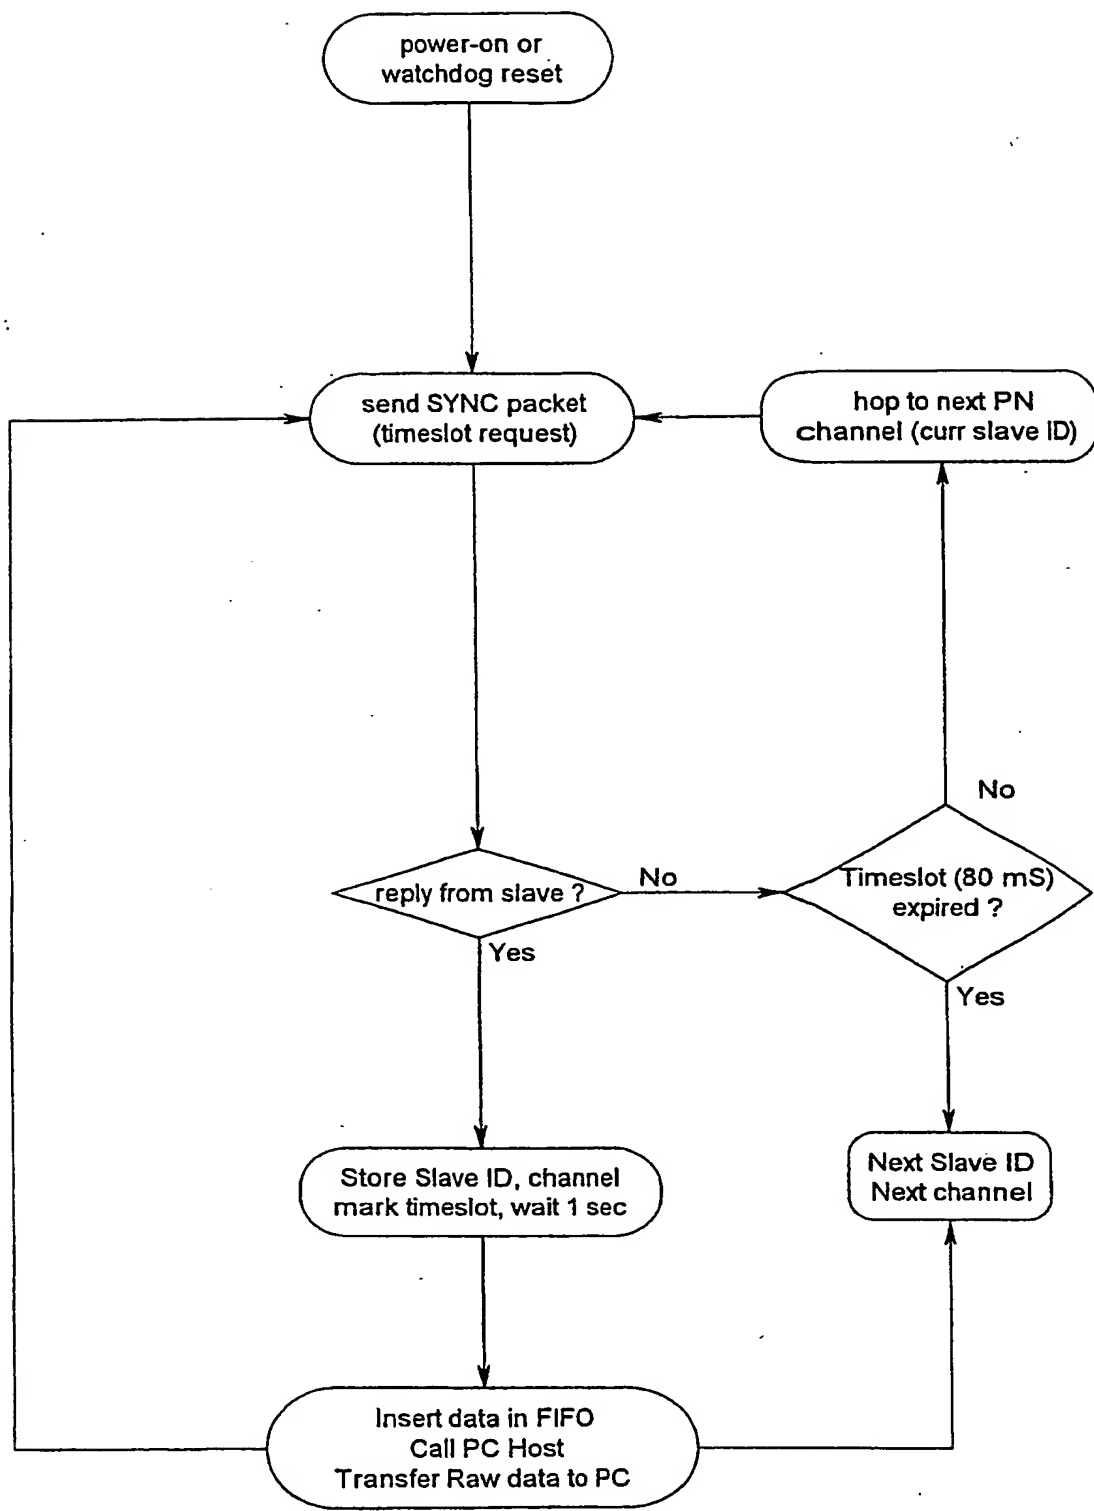 power-on or
watchdog reset
send SYNC packet
(timeslot request)
hop to next PN
channel (curr slave ID)
No
reply from slave ?
No
Timeslot (80 mS)
expired ?
Yes
Yes
Store Slave ID, channel
mark timeslot, wait 1 sec
Next Slave ID
Next channel
Insert data in FIFO
Call PC Host
Transfer Raw data to PC